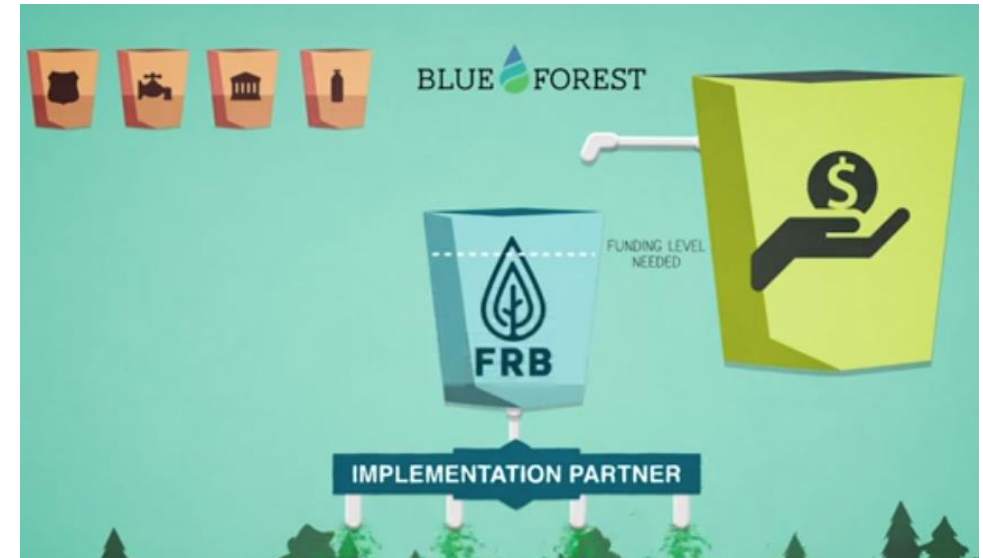 BLUE FOREST
$
FUNDING LEVEL
NEEDED
FRB
IMPLEMENTATION PARTNER